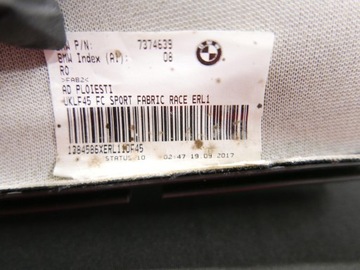 P/N: 7374639
BMW Index (AI): 08
RO
>FAB2<
AD PLOIESTI
LKLF45 FC SPORT FABRIC RACE ERL1
STATUS 10 02:47 19.09.2017